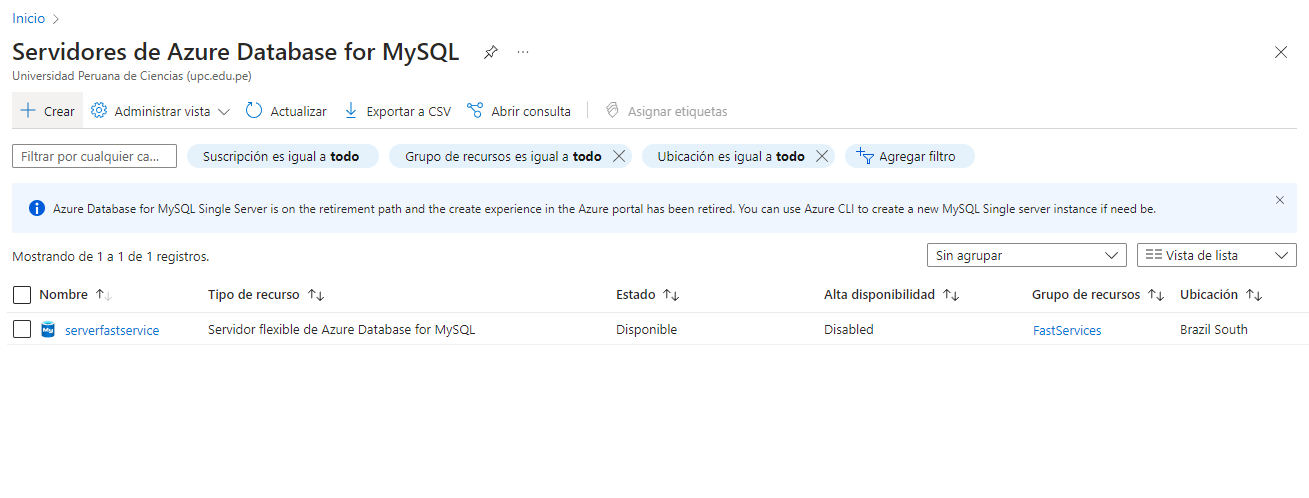 Inicio
Servidores de Azure Database for MySQL
Universidad Peruana de Ciencias (upc.edu.pe)
Crear Administrar vista Actualizar Exportar a CSV Abrir consulta Asignar etiquetas
Filtrar por cualquier ca... Suscripción es igual a todo Grupo de recursos es igual a todo Ubicación es igual a todo Agregar filtro
Azure Database for MySQL Single Server is on the retirement path and the create experience in the Azure portal has been retired. You can use Azure CLI to create a new MySQL Single server instance if need be.
Mostrando de 1 a 1 de 1 registros. Sin agrupar Vista de lista
Nombre Tipo de recurso Estado Alta disponibilidad Grupo de recursos Ubicación
My serverfastservice Servidor flexible de Azure Database for MySQL Disponible Disabled FastServices Brazil South